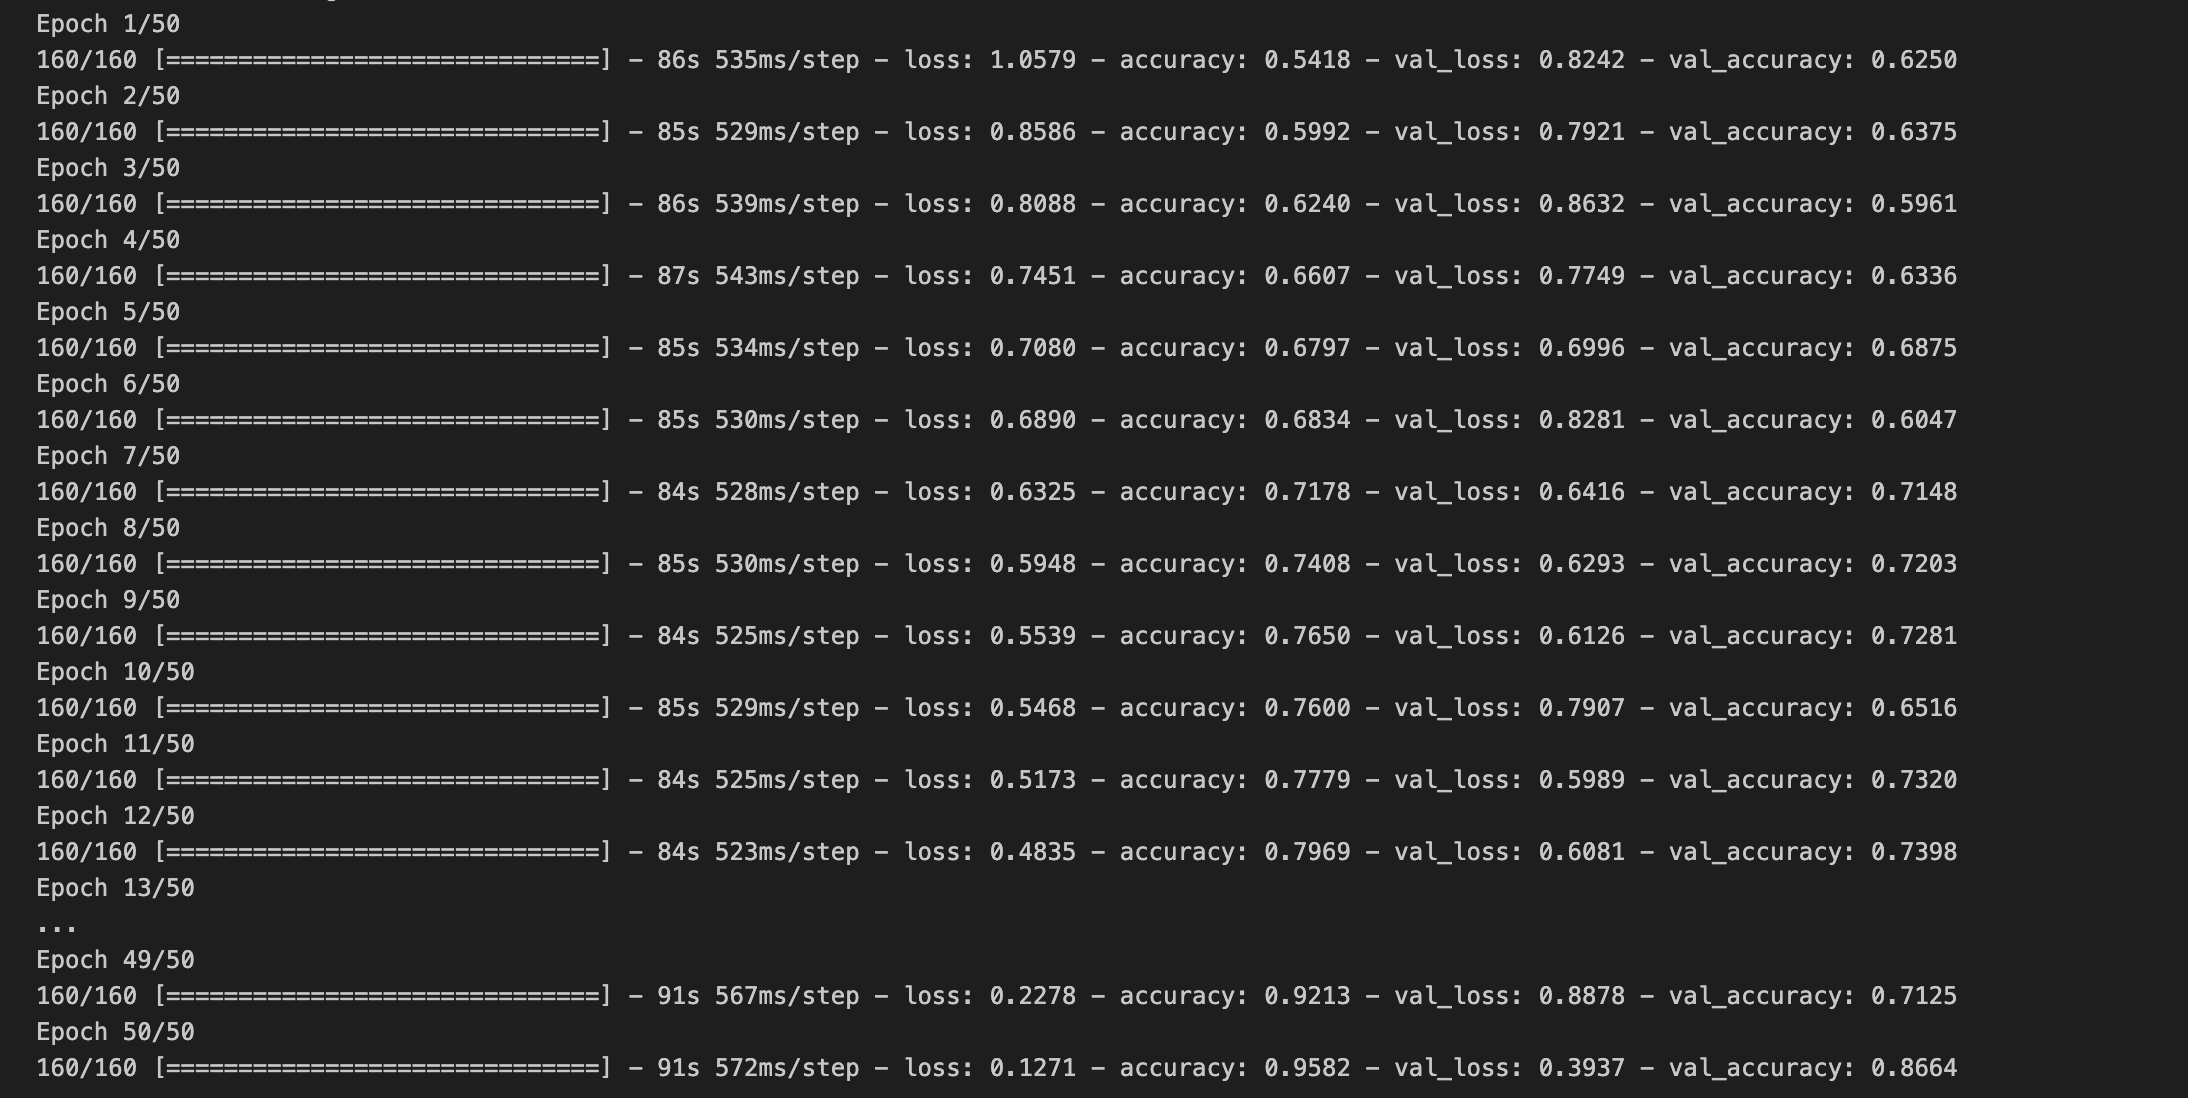 Epoch 1/50
160/160 [==============================] - 86s 535ms/step - loss: 1.0579 - accuracy: 0.5418 - val_loss: 0.8242 - val_accuracy: 0.6250
Epoch 2/50
160/160 [==============================] - 85s 529ms/step - loss: 0.8586 - accuracy: 0.5992 - val_loss: 0.7921 - val_accuracy: 0.6375
Epoch 3/50
160/160 [==============================] - 86s 539ms/step - loss: 0.8088 - accuracy: 0.6240 - val_loss: 0.8632 - val_accuracy: 0.5961
Epoch 4/50
160/160 [==============================] - 87s 543ms/step - loss: 0.7451 - accuracy: 0.6607 - val_loss: 0.7749 - val_accuracy: 0.6336
Epoch 5/50
160/160 [==============================] - 85s 534ms/step - loss: 0.7080 - accuracy: 0.6797 - val_loss: 0.6996 - val_accuracy: 0.6875
Epoch 6/50
160/160 [==============================] - 85s 530ms/step - loss: 0.6890 - accuracy: 0.6834 - val_loss: 0.8281 - val_accuracy: 0.6047
Epoch 7/50
160/160 [==============================] - 84s 528ms/step - loss: 0.6325 - accuracy: 0.7178 - val_loss: 0.6416 - val_accuracy: 0.7148
Epoch 8/50
160/160 [==============================] - 85s 530ms/step - loss: 0.5948 - accuracy: 0.7408 - val_loss: 0.6293 - val_accuracy: 0.7203
Epoch 9/50
160/160 [==============================] - 84s 525ms/step - loss: 0.5539 - accuracy: 0.7650 - val_loss: 0.6126 - val_accuracy: 0.7281
Epoch 10/50
160/160 [==============================] - 85s 529ms/step - loss: 0.5468 - accuracy: 0.7600 - val_loss: 0.7907 - val_accuracy: 0.6516
Epoch 11/50
160/160 [==============================] - 84s 525ms/step - loss: 0.5173 - accuracy: 0.7779 - val_loss: 0.5989 - val_accuracy: 0.7320
Epoch 12/50
160/160 [==============================] - 84s 523ms/step - loss: 0.4835 - accuracy: 0.7969 - val_loss: 0.6081 - val_accuracy: 0.7398
Epoch 13/50
...
Epoch 49/50
160/160 [==============================] - 91s 567ms/step - loss: 0.2278 - accuracy: 0.9213 - val_loss: 0.8878 - val_accuracy: 0.7125
Epoch 50/50
160/160 [==============================] - 91s 572ms/step - loss: 0.1271 - accuracy: 0.9582 - val_loss: 0.3937 - val_accuracy: 0.8664